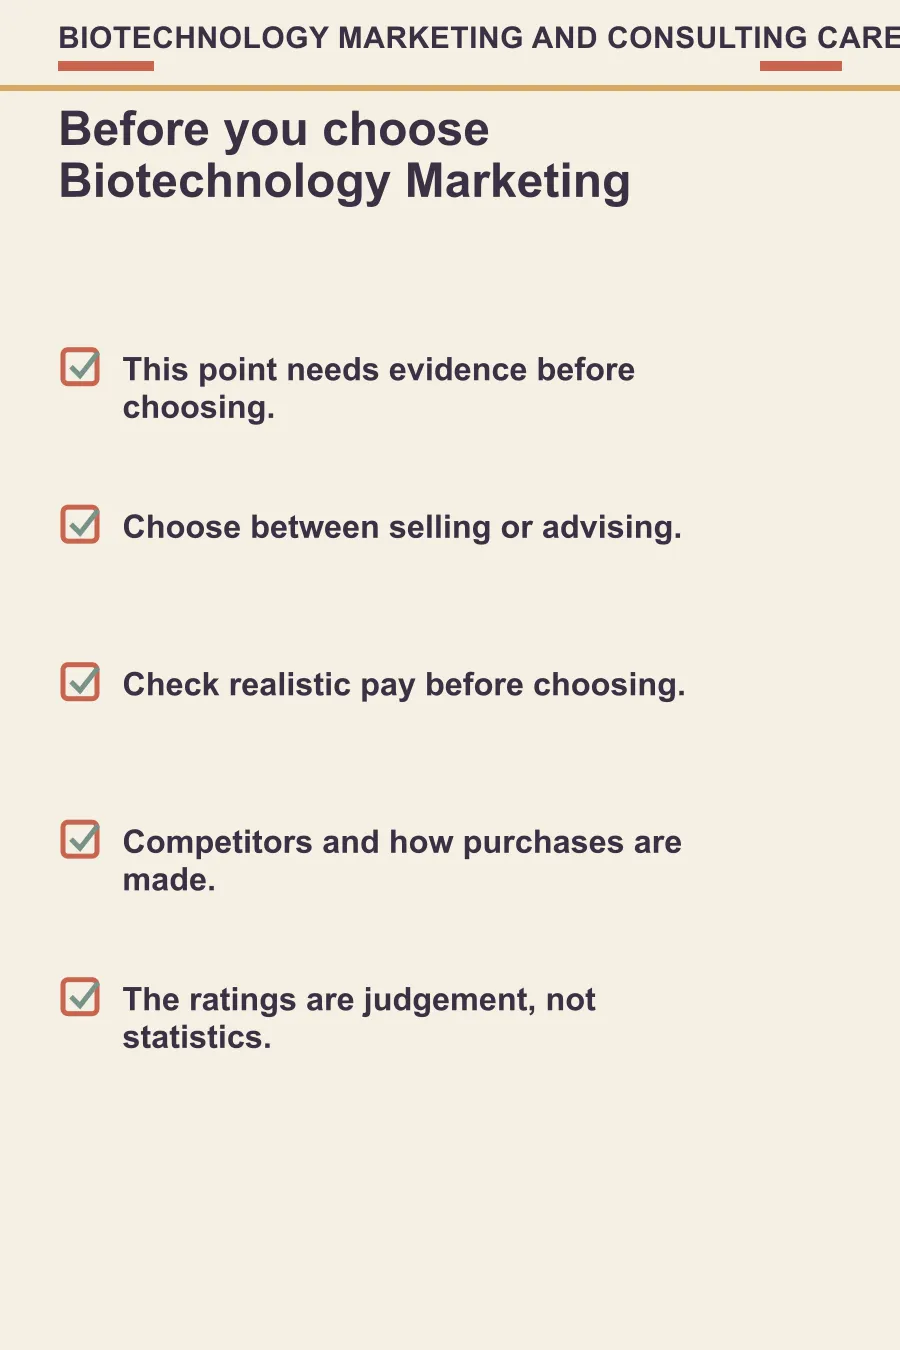 BIOTECHNOLOGY MARKETING AND CONSULTING CARE
Before you choose
Biotechnology Marketing
This point needs evidence before
choosing.
Choose between selling or advising.
Check realistic pay before choosing.
Competitors and how purchases are
made.
The ratings are judgement, not
statistics.